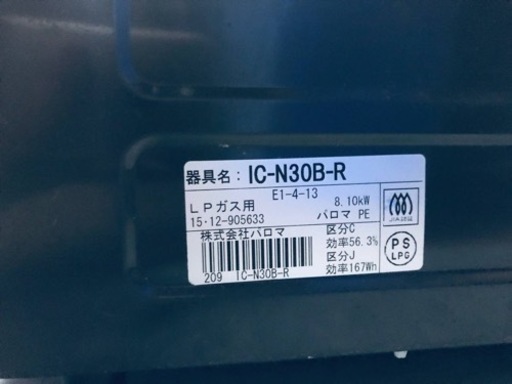 器具名：IC-N30B-R
E1-4-13
LPガス用 8.10kW
15·12-905633 パロマ PE
株式会社パロマ 区分C
効率56.3%
区分J
効率167Wh
209 IC-N30B-R
PS
LPG